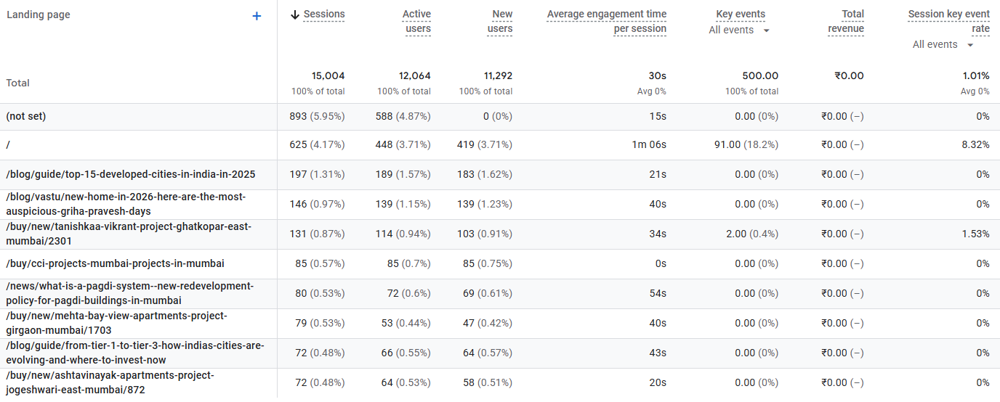 Landing page + ↓ Sessions Active users New users Average engagement time per session Key events All events Total revenue Session key event rate All events
Total 15,004 12,064 11,292 30s 500.00 ₹0.00 1.01%
100% of total 100% of total 100% of total Avg 0% 100% of total Avg 0%
(not set) 893 (5.95%) 588 (4.87%) 0 (0%) 15s 0.00 (0%) ₹0.00 (–) 0%
/ 625 (4.17%) 448 (3.71%) 419 (3.71%) 1m 06s 91.00 (18.2%) ₹0.00 (–) 8.32%
/blog/guide/top-15-developed-cities-in-india-in-2025 197 (1.31%) 189 (1.57%) 183 (1.62%) 21s 0.00 (0%) ₹0.00 (–) 0%
/blog/vastu/new-home-in-2026-here-are-the-most-
auspicious-griha-pravesh-days 146 (0.97%) 139 (1.15%) 139 (1.23%) 40s 0.00 (0%) ₹0.00 (–) 0%
/buy/new/tanishkaa-vikrant-project-ghatkopar-east-
mumbai/2301 131 (0.87%) 114 (0.94%) 103 (0.91%) 34s 2.00 (0.4%) ₹0.00 (–) 1.53%
/buy/cci-projects-mumbai-projects-in-mumbai 85 (0.57%) 85 (0.7%) 85 (0.75%) 0s 0.00 (0%) ₹0.00 (–) 0%
/news/what-is-a-pagdi-system--new-redevelopment-
policy-for-pagdi-buildings-in-mumbai 80 (0.53%) 72 (0.6%) 69 (0.61%) 54s 0.00 (0%) ₹0.00 (–) 0%
/buy/new/mehta-bay-view-apartments-project-
girgaon-mumbai/1703 79 (0.53%) 53 (0.44%) 47 (0.42%) 40s 0.00 (0%) ₹0.00 (–) 0%
/blog/guide/from-tier-1-to-tier-3-how-indias-cities-are-
evolving-and-where-to-invest-now 72 (0.48%) 66 (0.55%) 64 (0.57%) 43s 0.00 (0%) ₹0.00 (–) 0%
/buy/new/ashtavinayak-apartments-project-
jogeshwari-east-mumbai/872 72 (0.48%) 64 (0.53%) 58 (0.51%) 20s 0.00 (0%) ₹0.00 (–) 0%